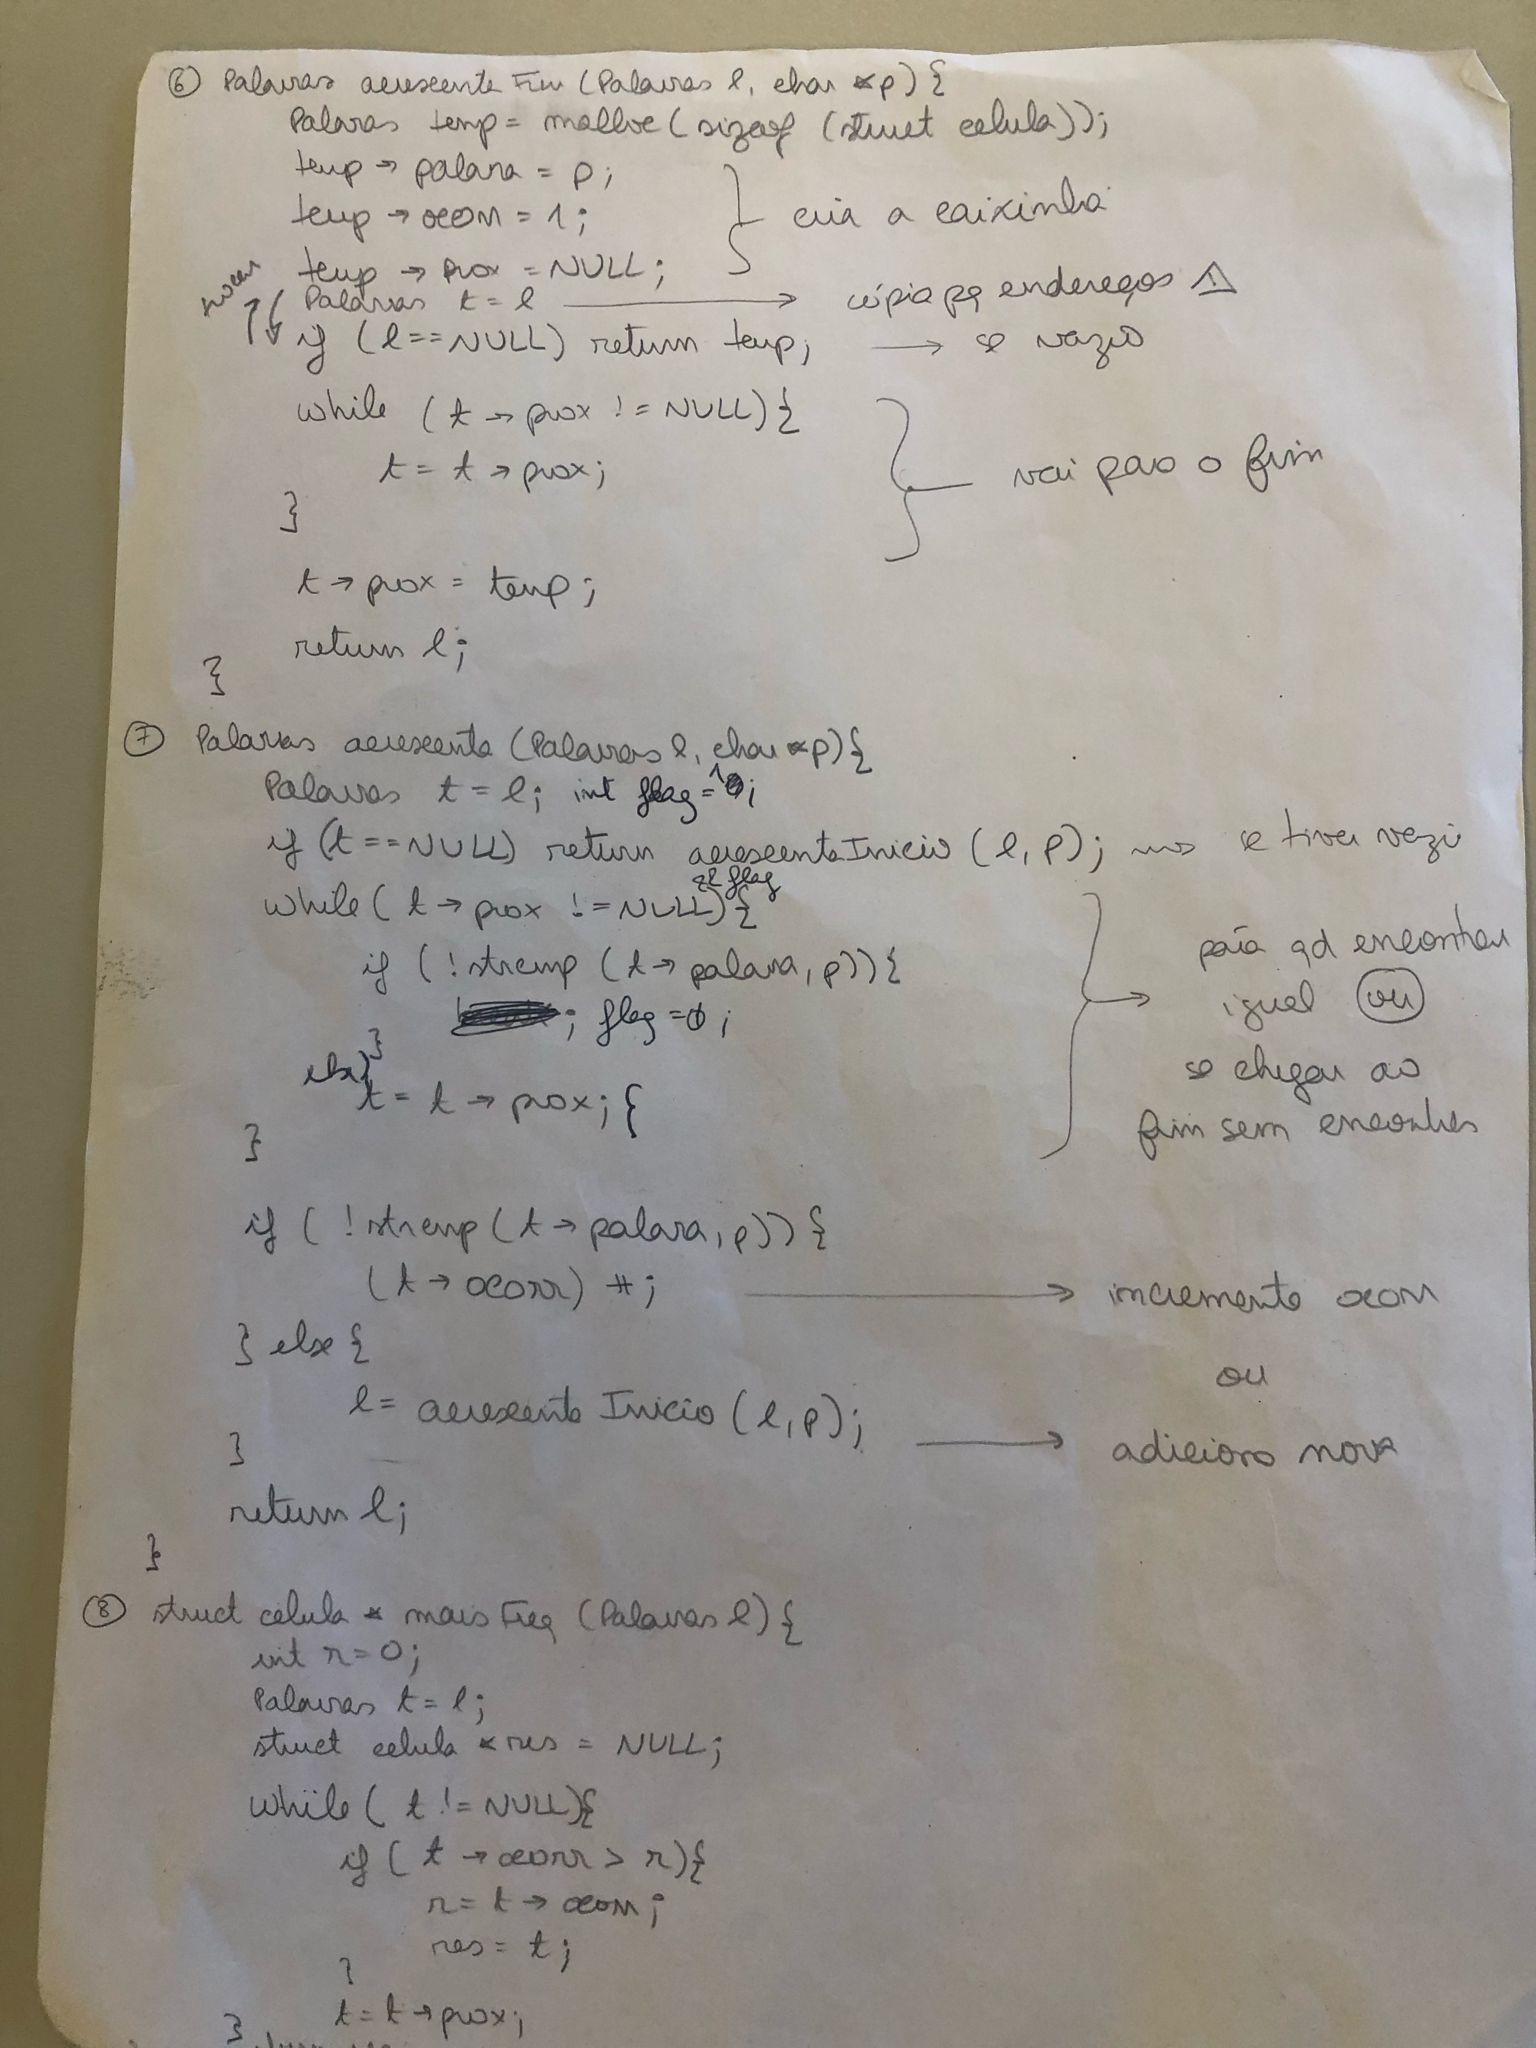 6 Palavras acrescentaFim (Palavras l, char *p){
Palavras temp = malloc(sizeof (struct celula));
temp → palavra = p;
temp → ocorr = 1; } cria a caixinha
temp → prox = NULL;
trocar Palavras t = l → cópia pq endereços ⚠
if (l==NULL) return temp; → se vazio
while (t → prox != NULL){
t = t → prox; } vai para o fim
}
t → prox = temp;
return l;
}
7 Palavras acrescenta (Palavras l, char *p){
Palavras t = l; int flag = 1;
if (t==NULL) return acrescentaInicio (l, p); se tiver vazi
while (t → prox != NULL && flag){
if (!strcmp (t → palavra, p)){
; flag = 0;
}
else
t = t → prox; {
}
para qd encontrar
igual ou
se chegar ao
fim sem encontrar
if (!strcmp (t → palavra, p)) {
(t → ocorr) ++; → incrementa ocorr
} else { ou
l = acrescentaInicio (l, p); → adiciono nova
}
return l;
}
8 struct celula * maisFreq (Palavras l) {
int r = 0;
Palavras t = l;
struct celula * res = NULL;
while ( t != NULL){
if ( t → ocorr > r){
r = t → ocorr;
res = t;
}
t = t → prox;
}